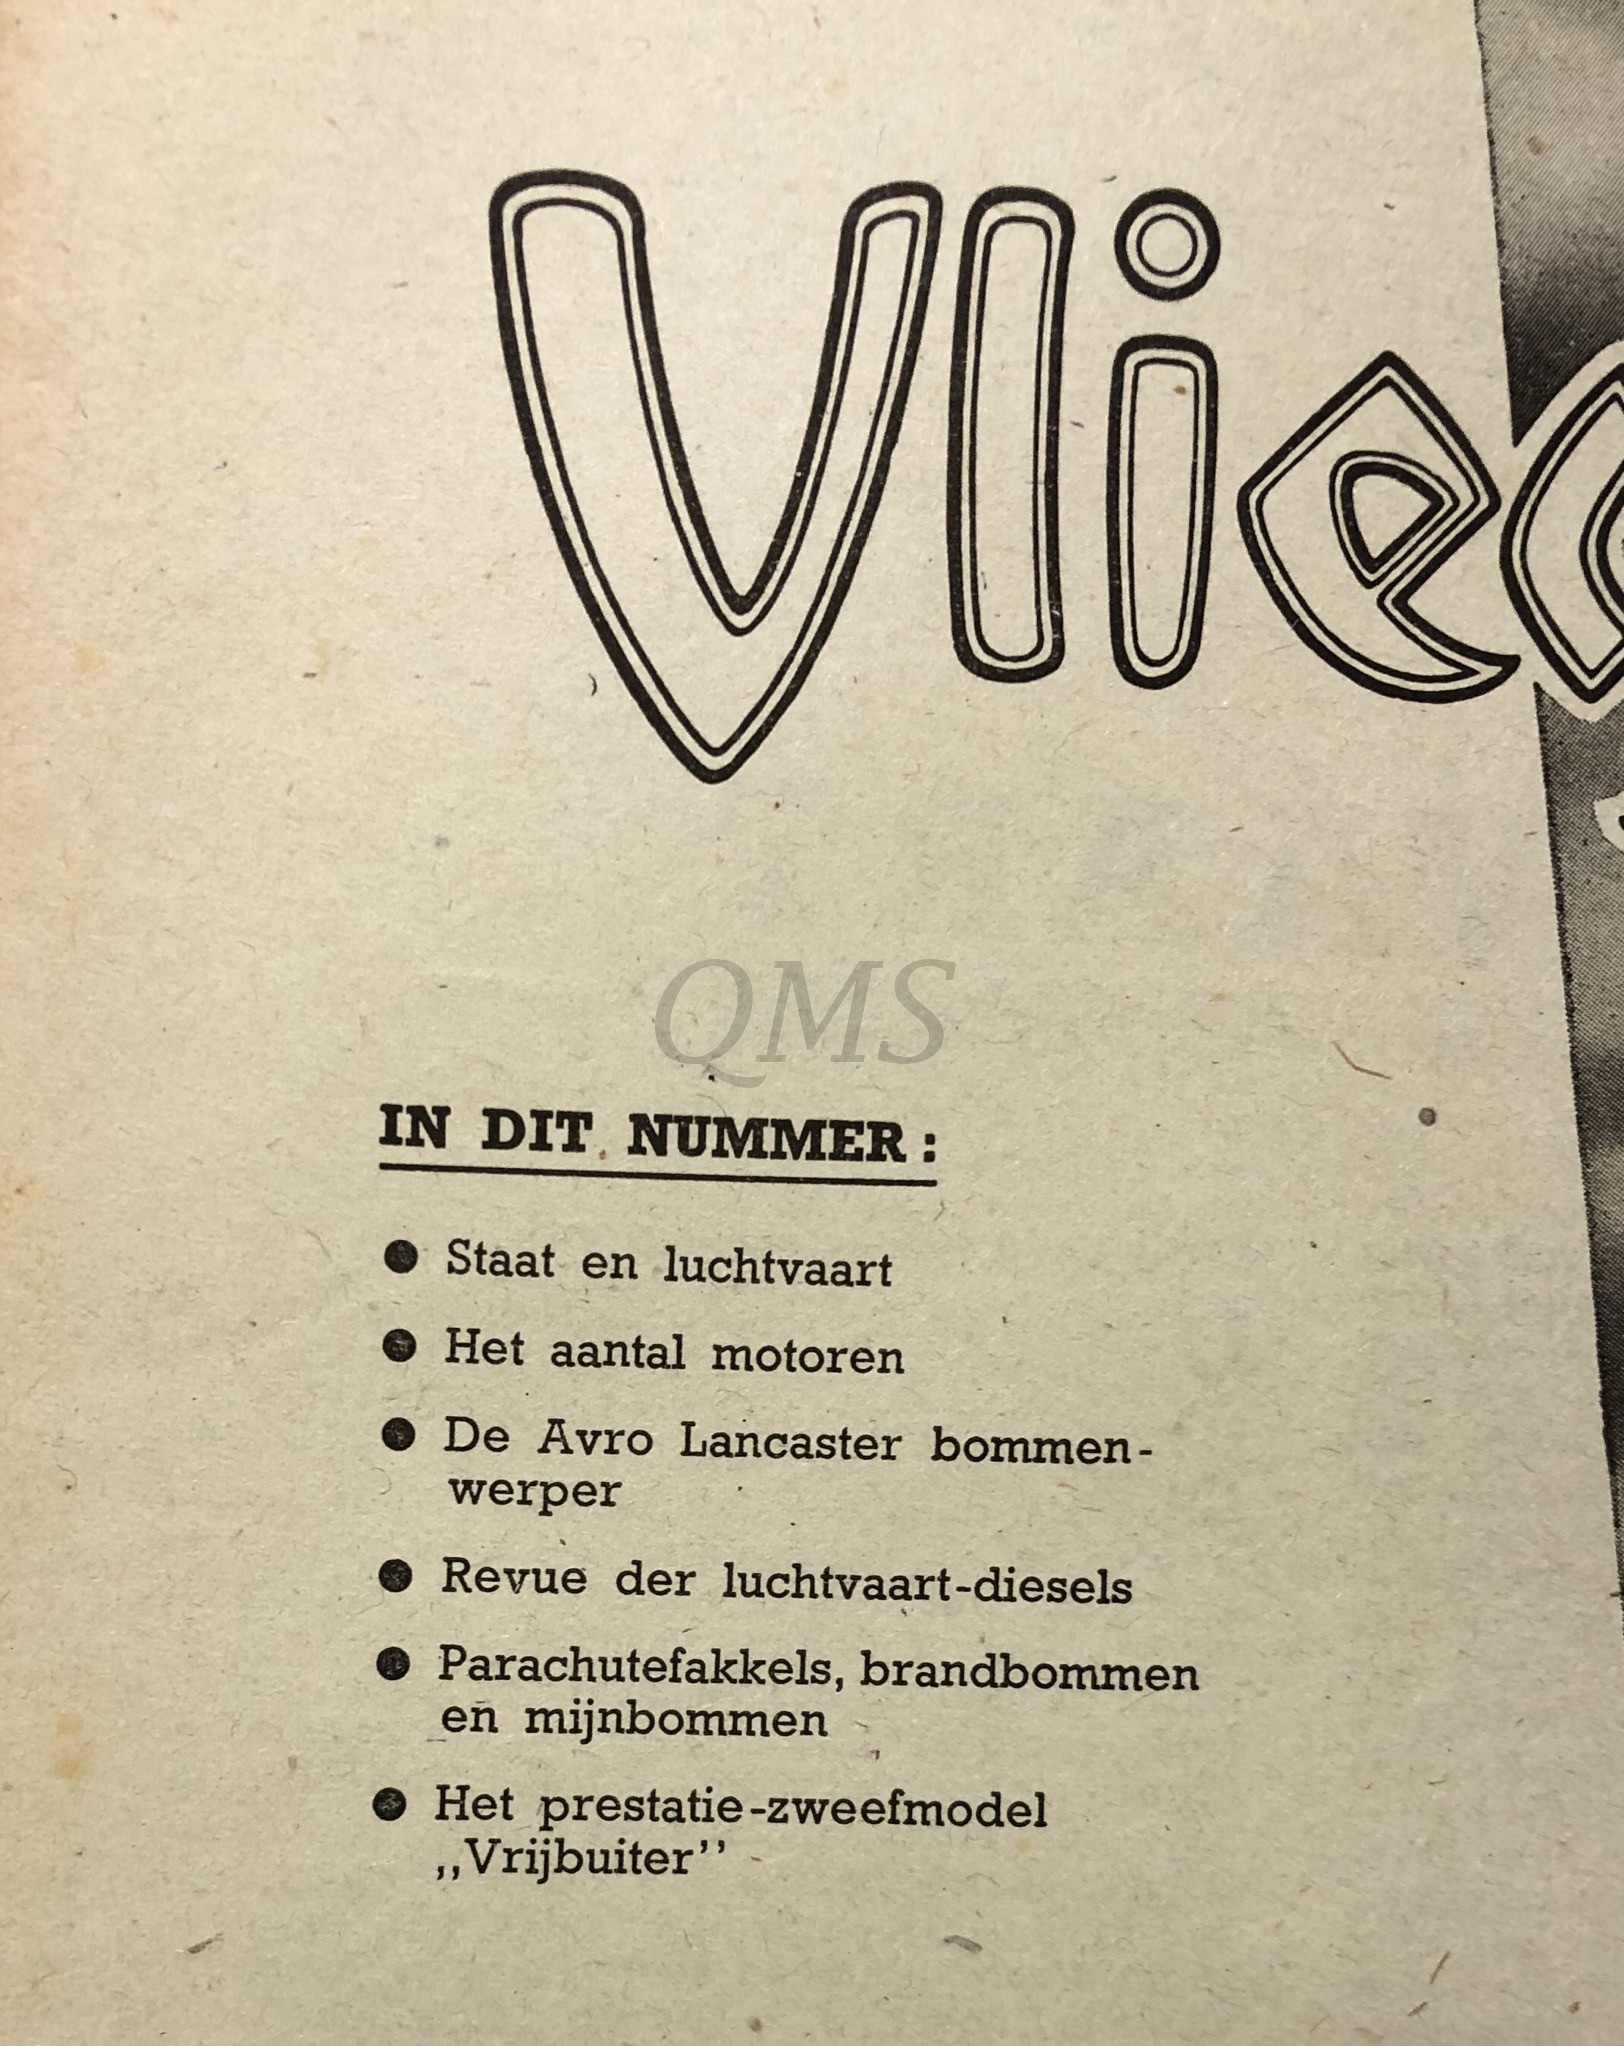 Vlie
QMS
IN DIT NUMMER:
● Staat en luchtvaart
● Het aantal motoren
● De Avro Lancaster bommen-
werper
● Revue der luchtvaart-diesels
● Parachutefakkels, brandbommen
en mijnbommen
● Het prestatie-zweefmodel
,,Vrijbuiter’’